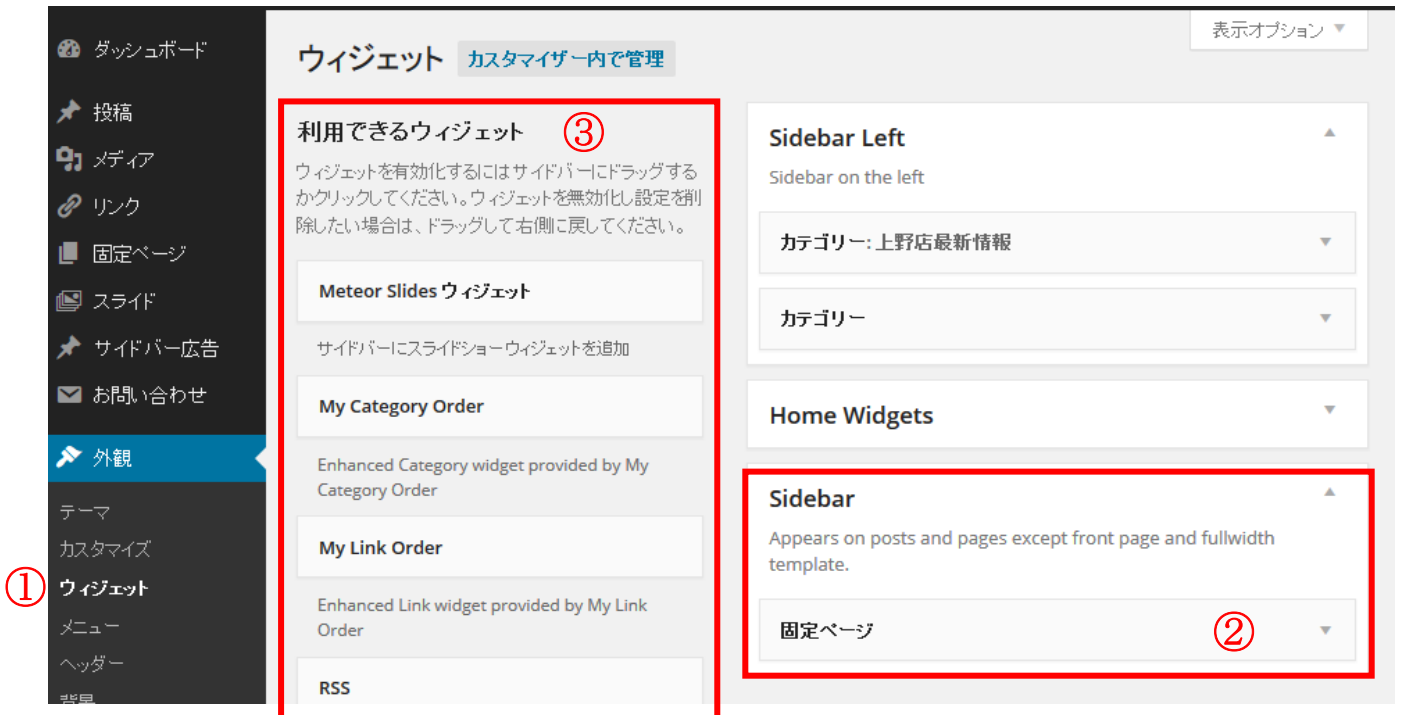 表示オプション
ダッシュボード
投稿
メディア
リンク
固定ページ
スライド
サイドバー広告
お問い合わせ
外観
テーマ
カスタマイズ
① ウィジェット
メニュー
ヘッダー
背景
ウィジェット カスタマイザー内で管理
利用できるウィジェット ③
ウィジェットを有効化するにはサイドバーにドラッグする
かクリックしてください。ウィジェットを無効化し設定を削
除したい場合は、ドラッグして右側に戻してください。
Meteor Slides ウィジェット
サイドバーにスライドショーウィジェットを追加
My Category Order
Enhanced Category widget provided by My
Category Order
My Link Order
Enhanced Link widget provided by My Link
Order
RSS
Sidebar Left
Sidebar on the left
カテゴリー: 上野店最新情報
カテゴリー
Home Widgets
Sidebar
Appears on posts and pages except front page and fullwidth
template.
固定ページ ②